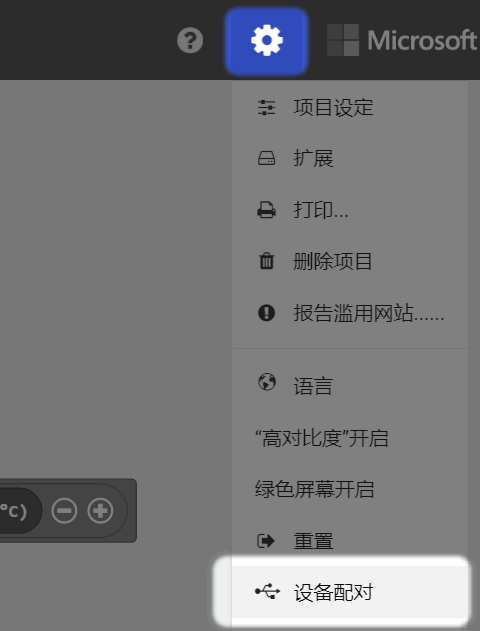 Microsoft
项目设定
扩展
打印...
删除项目
报告滥用网站......
语言
“高对比度”开启
绿色屏幕开启
°C)
重置
设备配对